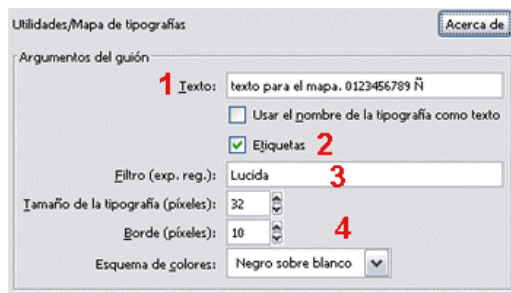 Utilidades/Mapa de tipografías Acerca de
Argumentos del guión
1 Texto: texto para el mapa. 0123456789 Ñ
Usar el nombre de la tipografía como texto
Etiquetas 2
Filtro (exp. reg.): Lucida 3
Tamaño de la tipografía (píxeles): 32
Borde (píxeles): 10 4
Esquema de colores: Negro sobre blanco